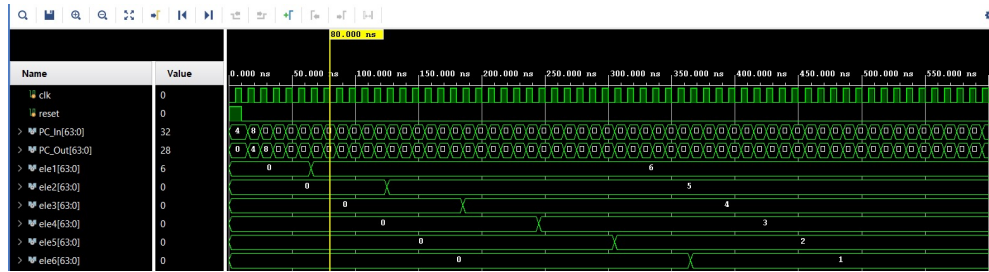 80.000 ns
Name Value
0.000 ns 50.000 ns 100.000 ns 150.000 ns 200.000 ns 250.000 ns 300.000 ns 350.000 ns 400.000 ns 450.000 ns 500.000 ns 550.000 ns
clk 0
reset 0
PC_In[63:0] 32 4 8
PC_Out[63:0] 28 0 4 8
ele1[63:0] 6 0 6
ele2[63:0] 0 0 5
ele3[63:0] 0 0 4
ele4[63:0] 0 0 3
ele5[63:0] 0 0 2
ele6[63:0] 0 0 1